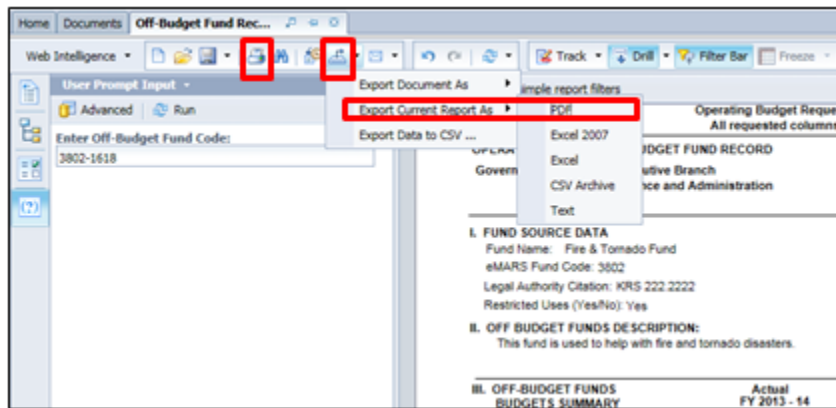 Home Documents Off-Budget Fund Rec...
Web Intelligence Track Drill Filter Bar Freeze
User Prompt Input
Advanced Run
Enter Off-Budget Fund Code:
3802-1618
Export Document As
Export Current Report As
Export Data to CSV ...
PDF
Excel 2007
Excel
CSV Archive
Text
imple report filters
Operating Budget Reque
All requested column
UDGET FUND RECORD
Govern utive Branch
nce and Administration
I. FUND SOURCE DATA
Fund Name: Fire & Tornado Fund
eMARS Fund Code: 3802
Legal Authority Citation: KRS 222.2222
Restricted Uses (Yes/No): Yes
II. OFF BUDGET FUNDS DESCRIPTION:
This fund is used to help with fire and tornado disasters.
III. OFF-BUDGET FUNDS Actual
BUDGETS SUMMARY FY 2013 - 14